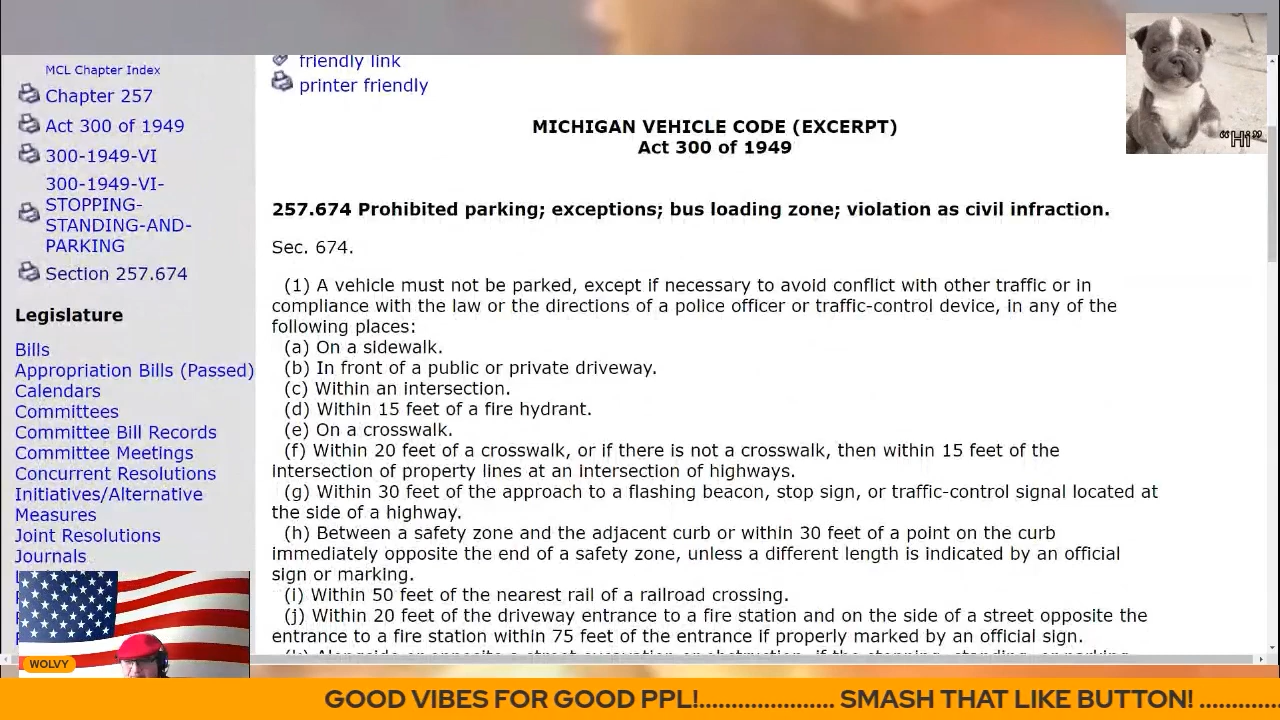 MCL Chapter Index
Chapter 257
Act 300 of 1949
300-1949-VI
300-1949-VI-
STOPPING-
STANDING-AND-
PARKING
Section 257.674
Legislature
Bills
Appropriation Bills (Passed)
Calendars
Committees
Committee Bill Records
Committee Meetings
Concurrent Resolutions
Initiatives/Alternative
Measures
Joint Resolutions
Journals
friendly link
printer friendly
MICHIGAN VEHICLE CODE (EXCERPT)
Act 300 of 1949
257.674 Prohibited parking; exceptions; bus loading zone; violation as civil infraction.
Sec. 674.
(1) A vehicle must not be parked, except if necessary to avoid conflict with other traffic or in
compliance with the law or the directions of a police officer or traffic-control device, in any of the
following places:
(a) On a sidewalk.
(b) In front of a public or private driveway.
(c) Within an intersection.
(d) Within 15 feet of a fire hydrant.
(e) On a crosswalk.
(f) Within 20 feet of a crosswalk, or if there is not a crosswalk, then within 15 feet of the
intersection of property lines at an intersection of highways.
(g) Within 30 feet of the approach to a flashing beacon, stop sign, or traffic-control signal located at
the side of a highway.
(h) Between a safety zone and the adjacent curb or within 30 feet of a point on the curb
immediately opposite the end of a safety zone, unless a different length is indicated by an official
sign or marking.
(i) Within 50 feet of the nearest rail of a railroad crossing.
(j) Within 20 feet of the driveway entrance to a fire station and on the side of a street opposite the
entrance to a fire station within 75 feet of the entrance if properly marked by an official sign.
"Hi"
WOLVY
GOOD VIBES FOR GOOD PPL!..................... SMASH THAT LIKE BUTTON! ............